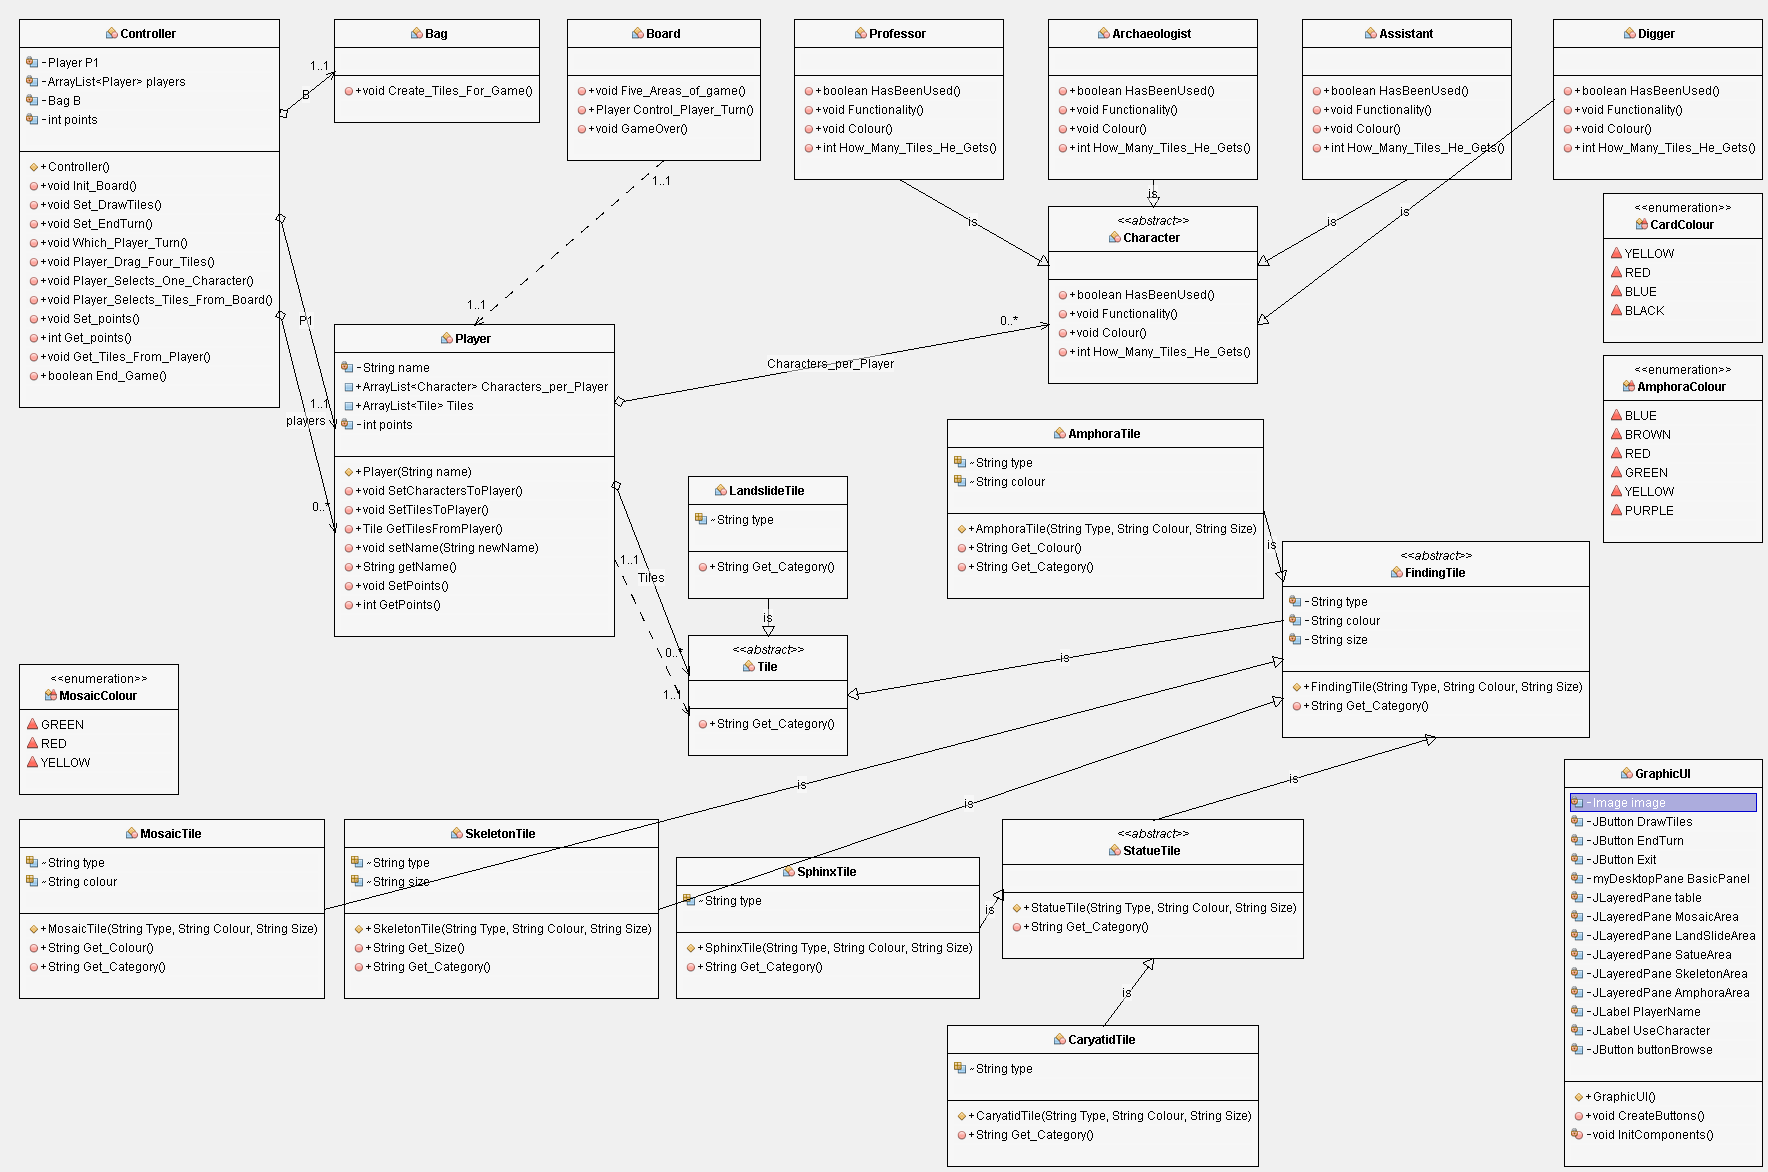 Controller
-Player P1
-ArrayList<Player> players
-Bag B
-int points
+Controller()
+void Init_Board()
+void Set_DrawTiles()
+void Set_EndTurn()
+void Which_Player_Turn()
+void Player_Drag_Four_Tiles()
+void Player_Selects_One_Character()
+void Player_Selects_Tiles_From_Board()
+void Set_points()
+int Get_points()
+void Get_Tiles_From_Player()
+boolean End_Game()
1..1
B
Bag
+void Create_Tiles_For_Game()
Board
+void Five_Areas_of_game()
+Player Control_Player_Turn()
+void GameOver()
1..1
1..1
Professor
+boolean HasBeenUsed()
+void Functionality()
+void Colour()
+int How_Many_Tiles_He_Gets()
is
Archaeologist
+boolean HasBeenUsed()
+void Functionality()
+void Colour()
+int How_Many_Tiles_He_Gets()
is
Assistant
+boolean HasBeenUsed()
+void Functionality()
+void Colour()
+int How_Many_Tiles_He_Gets()
is
Digger
+boolean HasBeenUsed()
+void Functionality()
+void Colour()
+int How_Many_Tiles_He_Gets()
is
<<abstract>>
Character
+boolean HasBeenUsed()
+void Functionality()
+void Colour()
+int How_Many_Tiles_He_Gets()
<<enumeration>>
CardColour
YELLOW
RED
BLUE
BLACK
<<enumeration>>
AmphoraColour
BLUE
BROWN
RED
GREEN
YELLOW
PURPLE
P1
1..1
players
0..*
Player
-String name
+ArrayList<Character> Characters_per_Player
+ArrayList<Tile> Tiles
-int points
+Player(String name)
+void SetCharactersToPlayer()
+void SetTilesToPlayer()
+Tile GetTilesFromPlayer()
+void setName(String newName)
+String getName()
+void SetPoints()
+int GetPoints()
0..*
Characters_per_Player
1..1
Tiles
0..*
1..1
LandslideTile
~String type
+String Get_Category()
is
<<abstract>>
Tile
+String Get_Category()
AmphoraTile
~String type
~String colour
+AmphoraTile(String Type, String Colour, String Size)
+String Get_Colour()
+String Get_Category()
is
<<abstract>>
FindingTile
-String type
-String colour
-String size
+FindingTile(String Type, String Colour, String Size)
+String Get_Category()
is
is
is
is
<<enumeration>>
MosaicColour
GREEN
RED
YELLOW
MosaicTile
~String type
~String colour
+MosaicTile(String Type, String Colour, String Size)
+String Get_Colour()
+String Get_Category()
SkeletonTile
~String type
~String size
+SkeletonTile(String Type, String Colour, String Size)
+String Get_Size()
+String Get_Category()
SphinxTile
~String type
+SphinxTile(String Type, String Colour, String Size)
+String Get_Category()
is
<<abstract>>
StatueTile
+StatueTile(String Type, String Colour, String Size)
+String Get_Category()
is
CaryatidTile
~String type
+CaryatidTile(String Type, String Colour, String Size)
+String Get_Category()
GraphicUI
-Image image
-JButton DrawTiles
-JButton EndTurn
-JButton Exit
-myDesktopPane BasicPanel
-JLayeredPane table
-JLayeredPane MosaicArea
-JLayeredPane LandSlideArea
-JLayeredPane SatueArea
-JLayeredPane SkeletonArea
-JLayeredPane AmphoraArea
-JLabel PlayerName
-JLabel UseCharacter
-JButton buttonBrowse
+GraphicUI()
+void CreateButtons()
-void InitComponents()